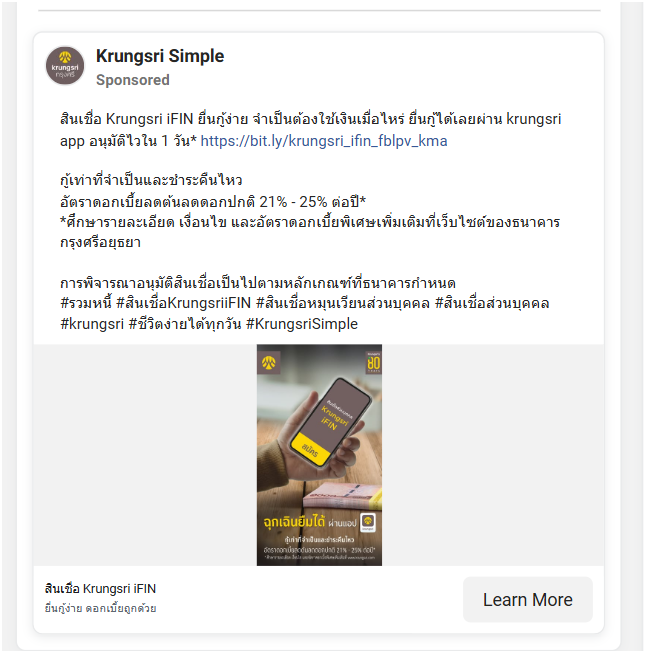 krungsri
กรุงศรี
Krungsri Simple
Sponsored
สินเชื่อ Krungsri iFIN ยื่นกู้ง่าย จำเป็นต้องใช้เงินเมื่อไหร่ ยื่นกู้ได้เลยผ่าน krungsri
app อนุมัติไวใน 1 วัน* https://bit.ly/krungsri_ifin_fblpv_kma
กู้เท่าที่จำเป็นและชำระคืนไหว
อัตราดอกเบี้ยลดต้นลดดอกปกติ 21% - 25% ต่อปี*
*ศึกษารายละเอียด เงื่อนไข และอัตราดอกเบี้ยพิเศษเพิ่มเติมที่เว็บไซต์ของธนาคาร
กรุงศรีอยุธยา
การพิจารณาอนุมัติสินเชื่อเป็นไปตามหลักเกณฑ์ที่ธนาคารกำหนด
#รวมหนี้ #สินเชื่อKrungsriiFIN #สินเชื่อหมุนเวียนส่วนบุคคล #สินเชื่อส่วนบุคคล
#krungsri #ชีวิตง่ายได้ทุกวัน #KrungsriSimple
Krungsri
iFIN
สมัคร
ฉุกเฉินยืมได้ ผ่านแอป
กู้เท่าที่จำเป็นและชำระคืนไหว
อัตราดอกเบี้ยลดต้นลดดอกปกติ 21% - 25% ต่อปี*
สินเชื่อ Krungsri iFIN
ยื่นกู้ง่าย ดอกเบี้ยถูกด้วย
Learn More